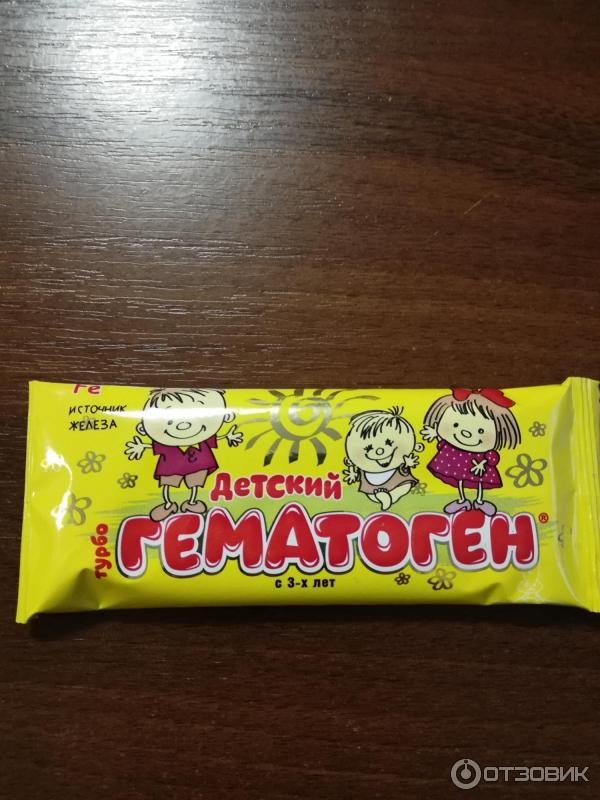 Fe
источник
железа
Детский
турбо
ГЕМАТОГЕН®
с 3-х лет
ОТЗОВИК